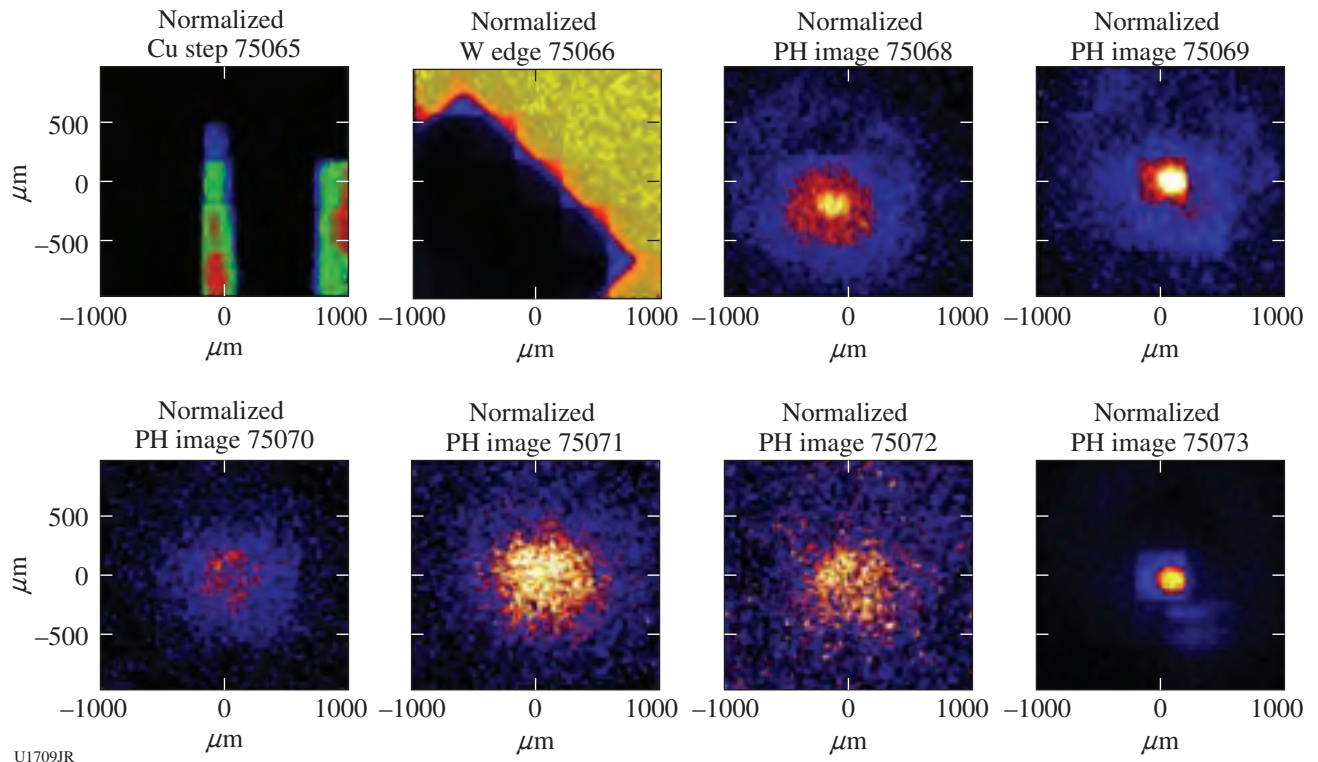 Normalized
Cu step 75065
Normalized
W edge 75066
Normalized
PH image 75068
Normalized
PH image 75069
500
0
–500
μm
–1000 0 1000
μm
–1000 0 1000
μm
–1000 0 1000
μm
–1000 0 1000
μm
Normalized
PH image 75070
Normalized
PH image 75071
Normalized
PH image 75072
Normalized
PH image 75073
500
0
–500
μm
–1000 0 1000
μm
–1000 0 1000
μm
–1000 0 1000
μm
–1000 0 1000
μm
U1709JR